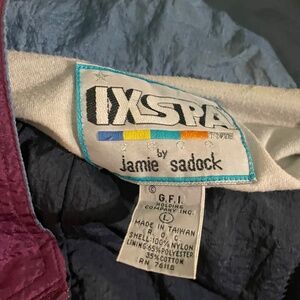 IXSPA
by
jamie sadock
©
G.F.I.
HOLDING
COMPANY INC.
L
MADE IN TAIWAN
R.O.C.
SHELL:100% NYLON
LINING:65% POLYESTER
35% COTTON
RN 76118